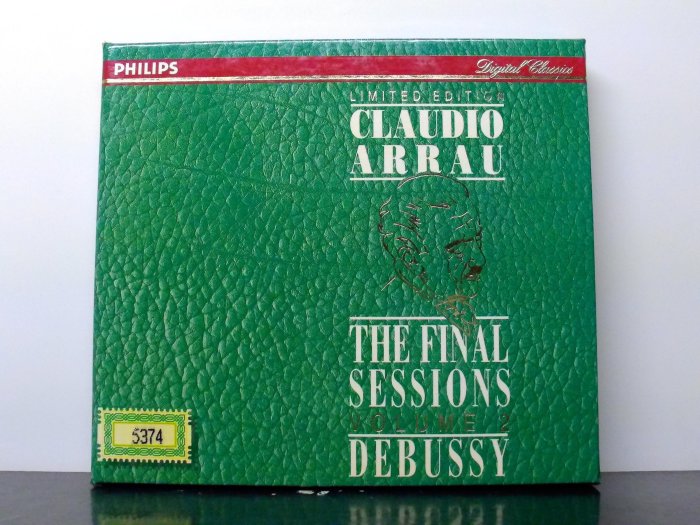 PHILIPS
Digital Classics
LIMITED EDITION
CLAUDIO
ARRAU
THE FINAL
SESSIONS
VOLUME 2
DEBUSSY
5374